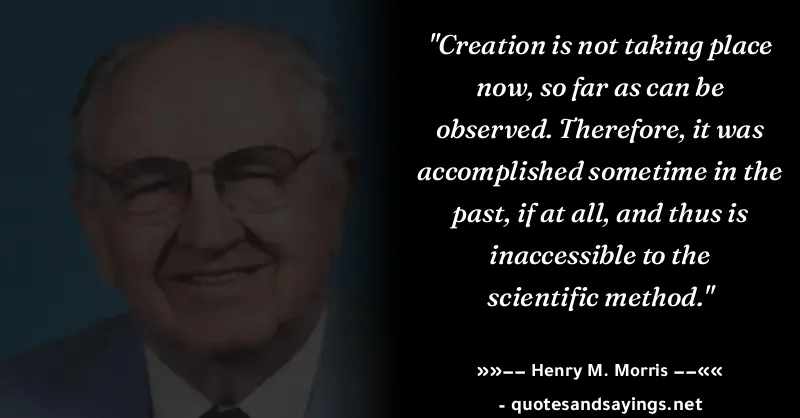 "Creation is not taking place
now, so far as can be
observed. Therefore, it was
accomplished sometime in the
past, if at all, and thus is
inaccessible to the
scientific method."
»»−− Henry M. Morris −−««
- quotesandsayings.net